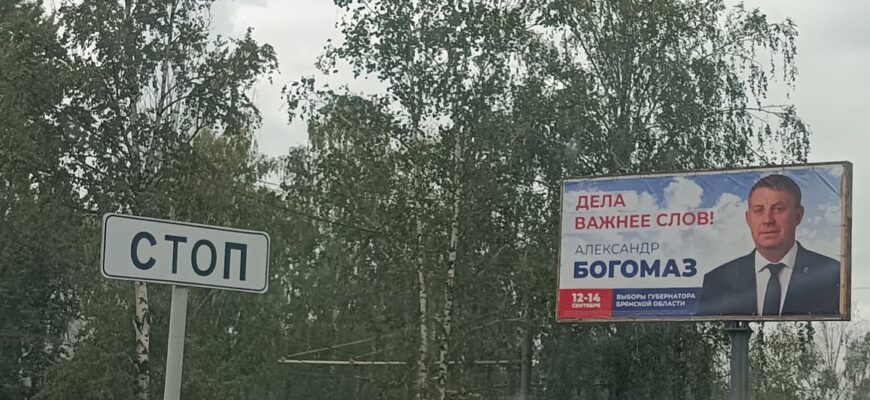 СТОП
ДЕЛА
ВАЖНЕЕ СЛОВ!
АЛЕКСАНДР
БОГОМАЗ
12-14
СЕНТЯБРЯ
ВЫБОРЫ ГУБЕРНАТОРА
БРЯНСКОЙ ОБЛАСТИ